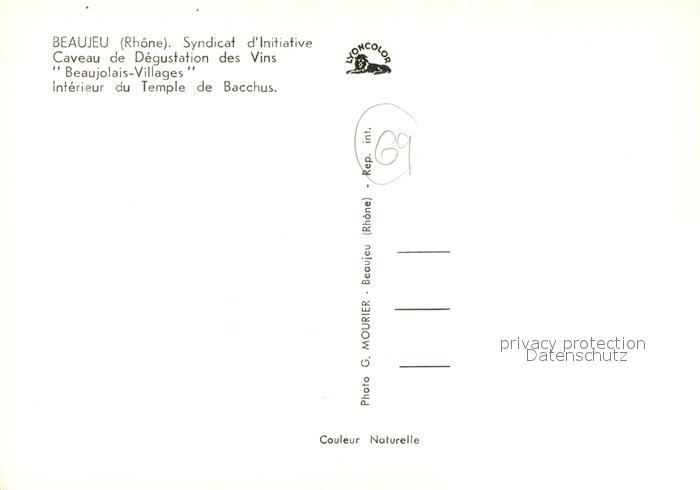 BEAUJEU (Rhône). Syndicat d'Initiative
Caveau de Dégustation des Vins
"Beaujolais-Villages"
Intérieur du Temple de Bacchus.
LYONCOLOR
69
Photo G. MOURIER - Beaujeu (Rhône) - Rep. int.
privacy protection
Datenschutz
Couleur Naturelle